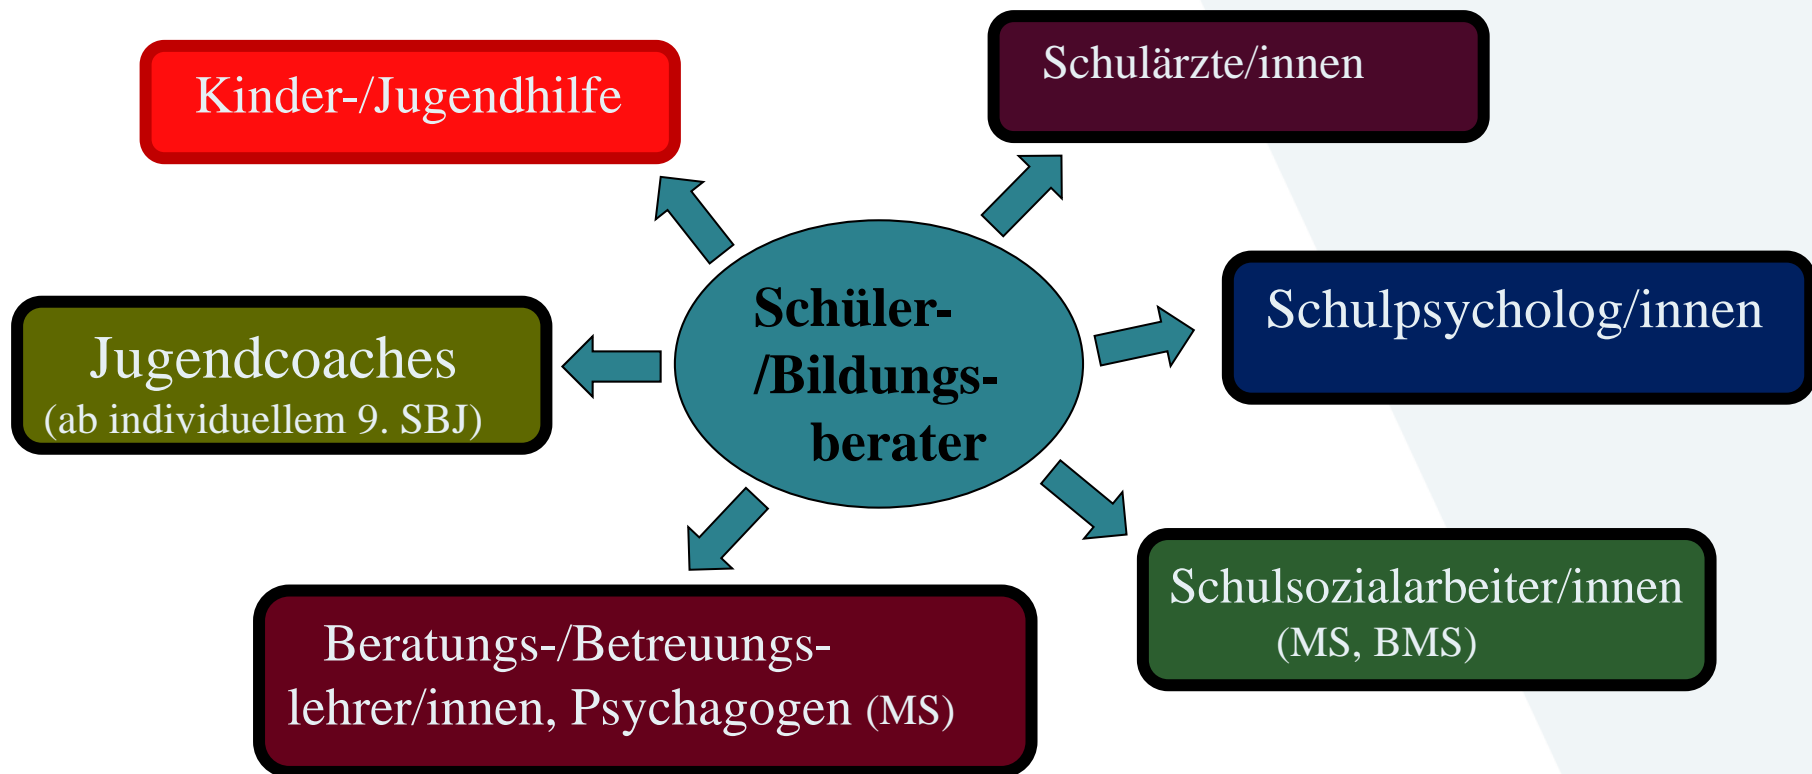 Kinder-/Jugendhilfe
Schulärzte/innen
Schüler-
/Bildungs-
berater
Schulpsycholog/innen
Jugendcoaches
(ab individuellem 9. SBJ)
Schulsozialarbeiter/innen
(MS, BMS)
Beratungs-/Betreuungs-
lehrer/innen, Psychagogen (MS)